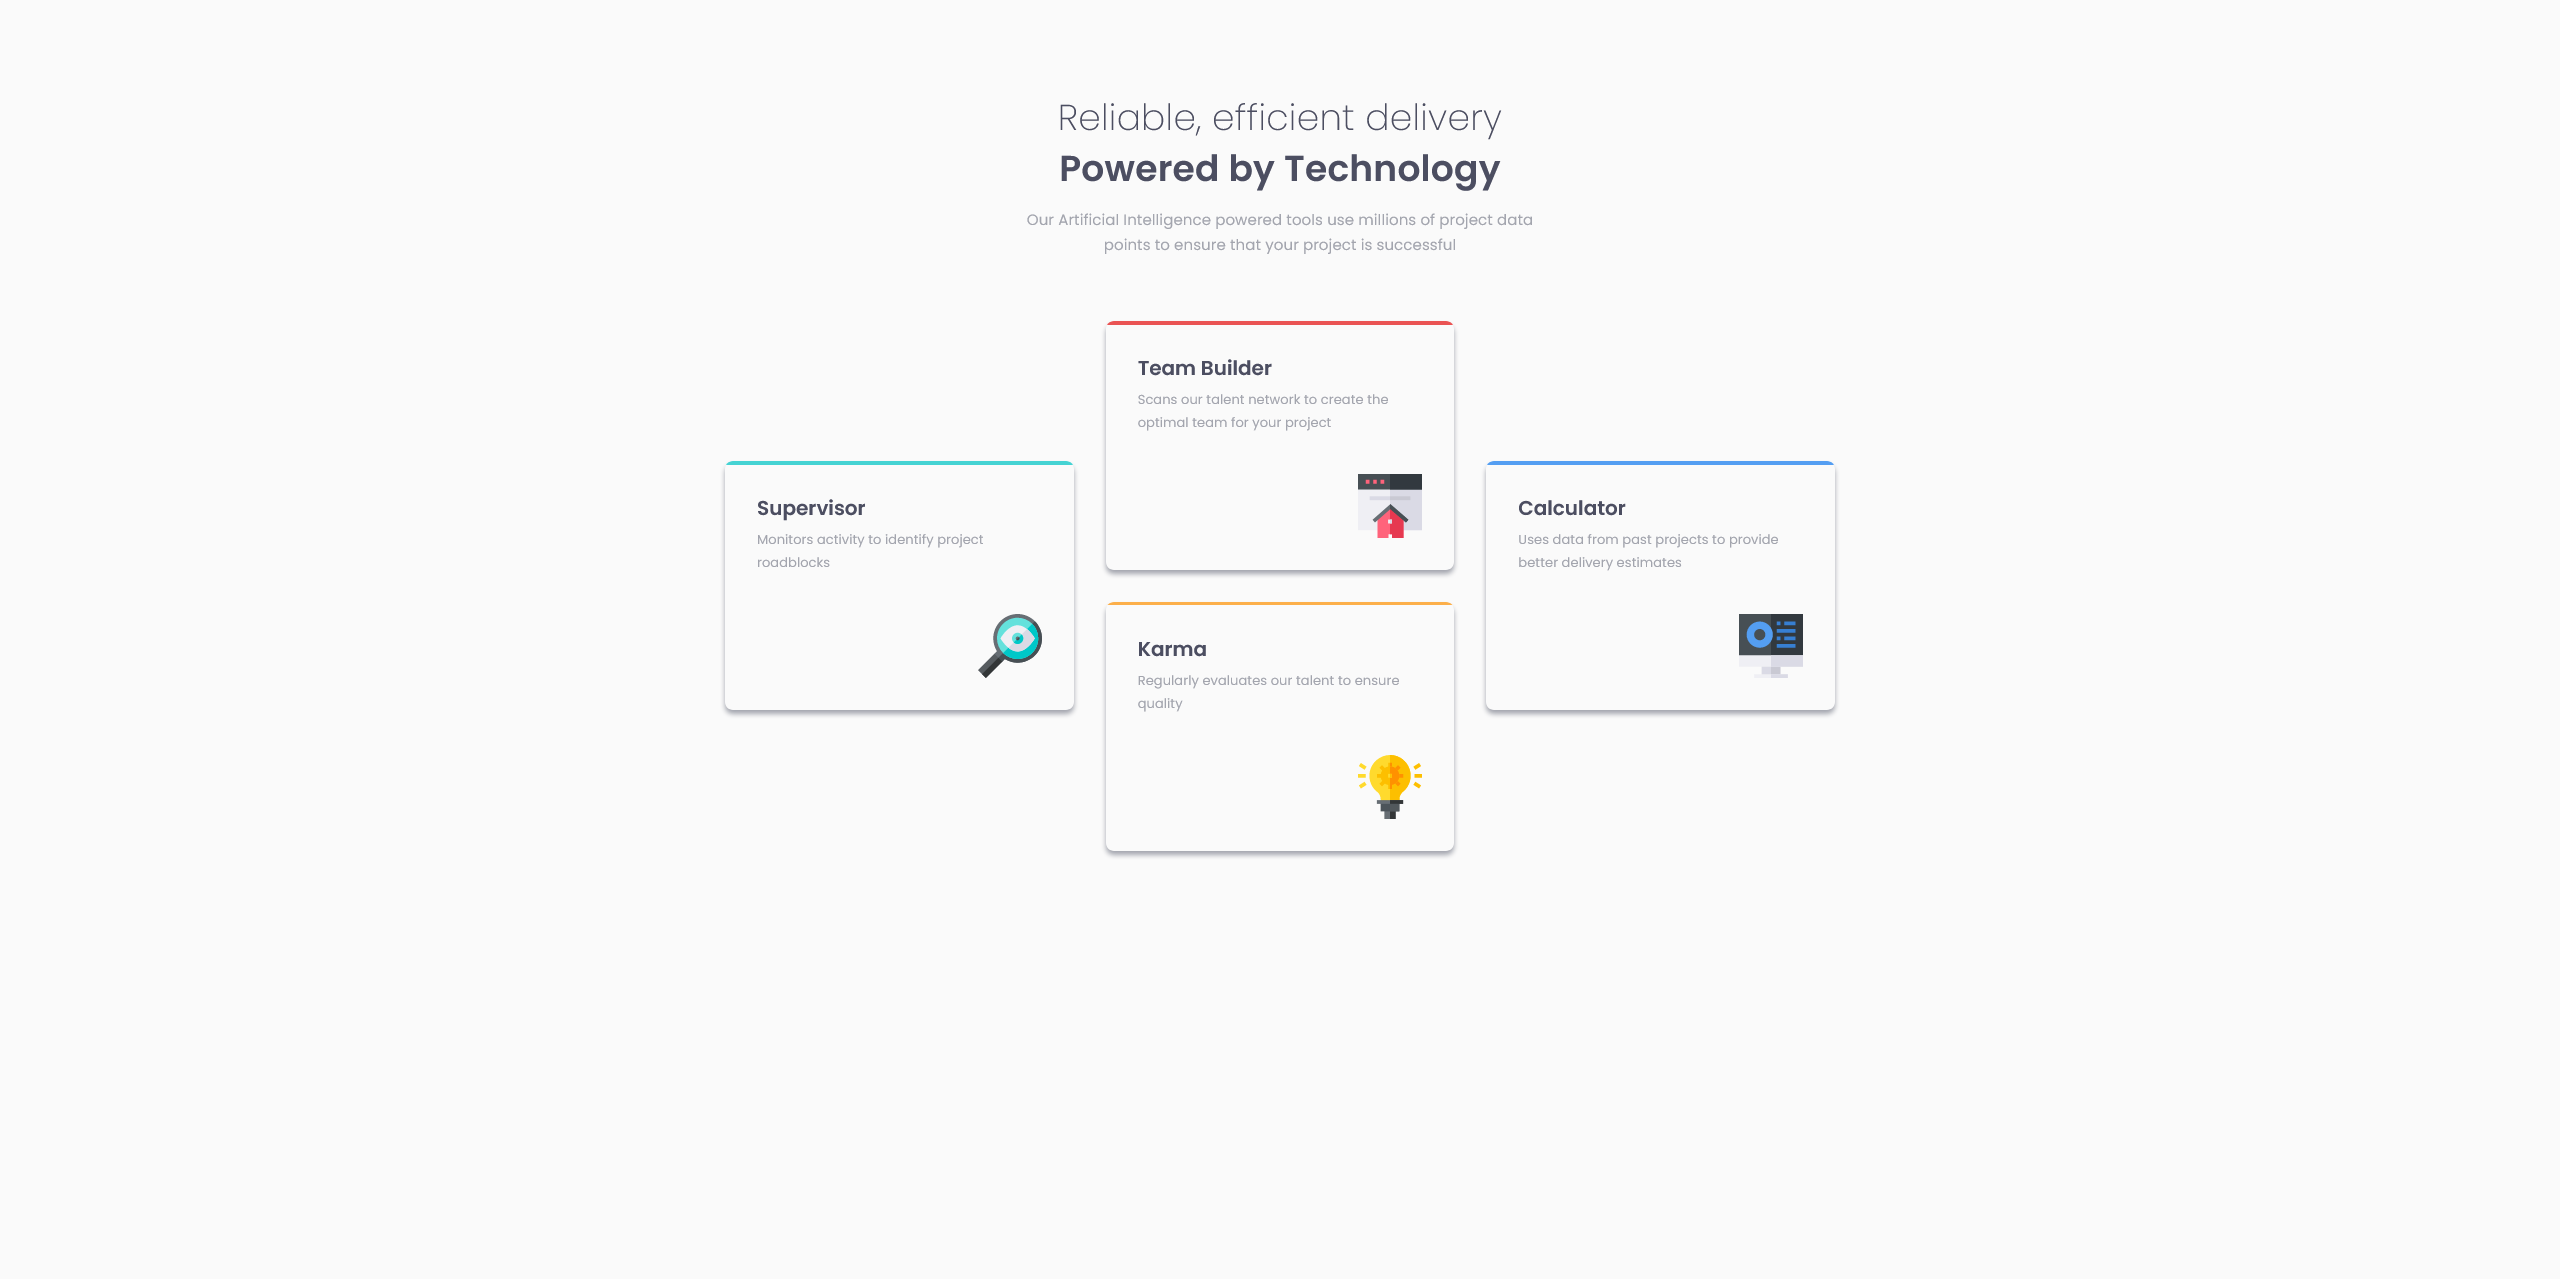 Reliable, efficient delivery
Powered by Technology
Our Artificial Intelligence powered tools use millions of project data
points to ensure that your project is successful
Supervisor
Monitors activity to identify project
roadblocks
Team Builder
Scans our talent network to create the
optimal team for your project
Karma
Regularly evaluates our talent to ensure
quality
Calculator
Uses data from past projects to provide
better delivery estimates